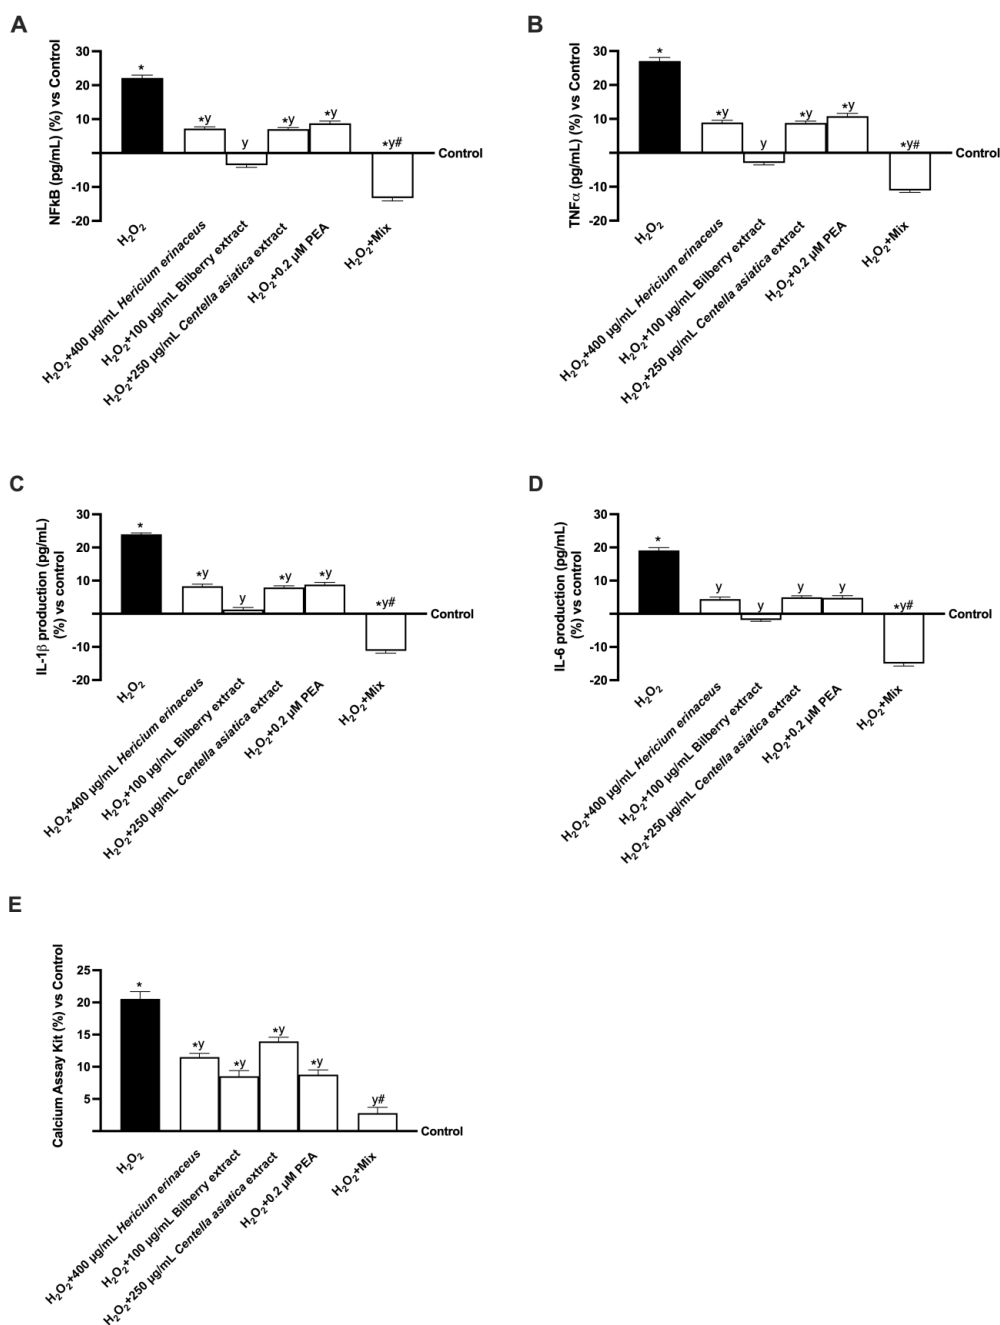 A
NFkB (pg/mL) (%) vs Control
30
20
10
-10
-20
*
*y
y
*y
*y
*y#
Control
H₂O₂
H₂O₂+400 µg/mL Hericium erinaceus
H₂O₂+100 µg/mL Bilberry extract
H₂O₂+250 µg/mL Centella asiatica extract
H₂O₂+0.2 µM PEA
H₂O₂+Mix
B
TNFα (pg/mL) (%) vs Control
30
20
10
-10
-20
*
*y
y
*y
*y
*y#
Control
H₂O₂
H₂O₂+400 µg/mL Hericium erinaceus
H₂O₂+100 µg/mL Bilberry extract
H₂O₂+250 µg/mL Centella asiatica extract
H₂O₂+0.2 µM PEA
H₂O₂+Mix
C
IL-1β production (pg/mL)
(%) vs control
30
20
10
-10
-20
*
*y
y
*y
*y
*y#
Control
H₂O₂
H₂O₂+400 µg/mL Hericium erinaceus
H₂O₂+100 µg/mL Bilberry extract
H₂O₂+250 µg/mL Centella asiatica extract
H₂O₂+0.2 µM PEA
H₂O₂+Mix
D
IL-6 production (pg/mL)
(%) vs control
30
20
10
-10
-20
*
y
y
y
y
*y#
Control
H₂O₂
H₂O₂+400 µg/mL Hericium erinaceus
H₂O₂+100 µg/mL Bilberry extract
H₂O₂+250 µg/mL Centella asiatica extract
H₂O₂+0.2 µM PEA
H₂O₂+Mix
E
Calcium Assay Kit (%) vs Control
25
20
15
10
5
*
*y
*y
*y
*y
y#
Control
H₂O₂
H₂O₂+400 µg/mL Hericium erinaceus
H₂O₂+100 µg/mL Bilberry extract
H₂O₂+250 µg/mL Centella asiatica extract
H₂O₂+0.2 µM PEA
H₂O₂+Mix